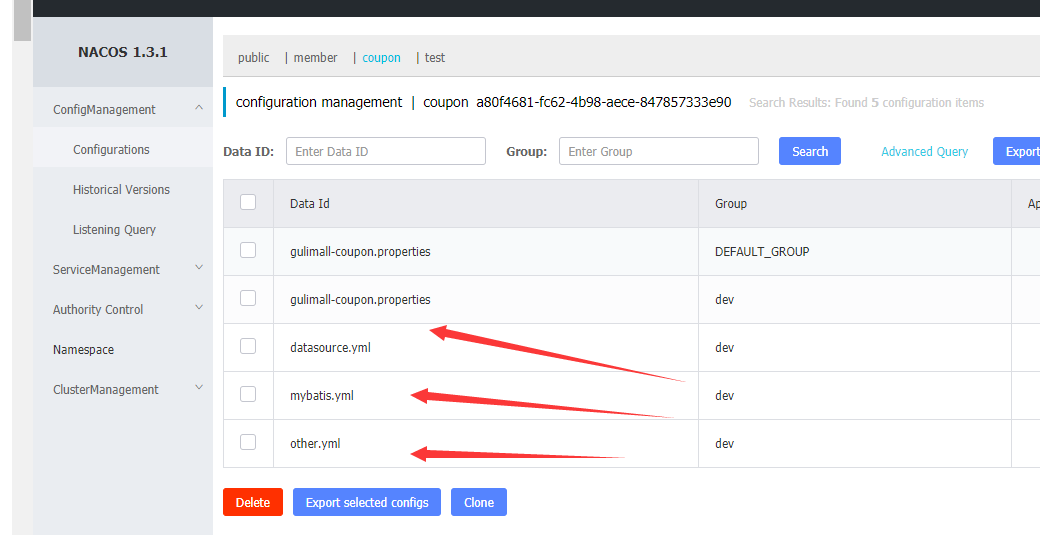 NACOS 1.3.1
ConfigManagement
Configurations
Historical Versions
Listening Query
ServiceManagement
Authority Control
Namespace
ClusterManagement
public | member | coupon | test
configuration management | coupon a80f4681-fc62-4b98-aece-847857333e90 Search Results: Found 5 configuration items
Data ID: Enter Data ID Group: Enter Group Search Advanced Query Export
Data Id Group Ap
gulimall-coupon.properties DEFAULT_GROUP
gulimall-coupon.properties dev
datasource.yml dev
mybatis.yml dev
other.yml dev
Delete Export selected configs Clone